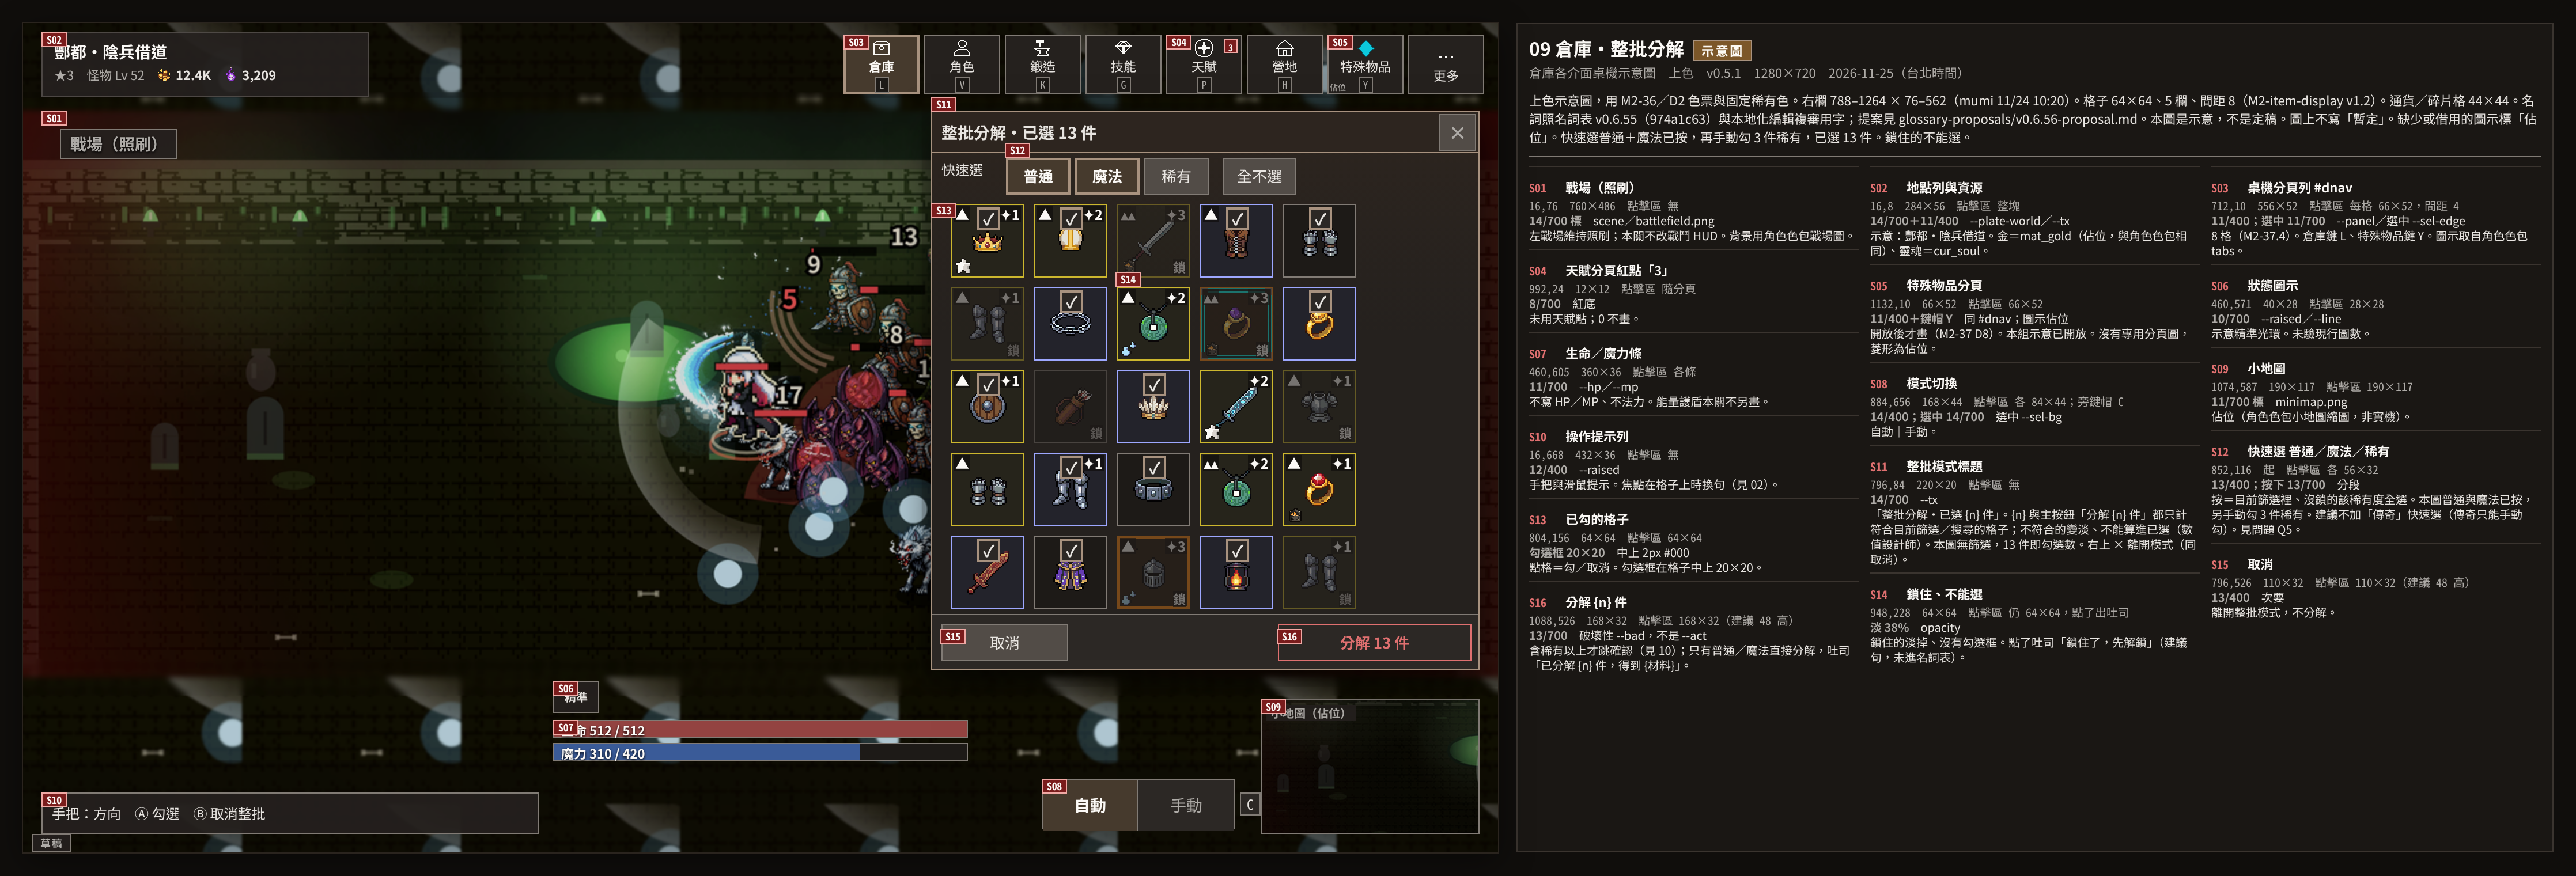 S02
酆都・陰兵借道
★3 怪物 Lv 52 12.4K 3,209
S03
倉庫
L
角色
V
鍛造
K
技能
G
S04
3
天賦
P
營地
H
S05
特殊物品
佔位 Y
…
更多
S01
戰場（照刷）
S11
整批分解・已選 13 件
×
S12
快速選 普通 魔法 稀有 全不選
S13
✓ ✦1 ✓ ✦2 ✦3 鎖 ✓ ✓
S14
✦1 鎖 ✓ ✦2 ✦3 鎖 ✓
✓ ✦1 鎖 ✓ ✦2 ✦1 鎖
✓ ✦1 ✓ ✦2 ✦1
✓ ✓ ✦3 鎖 ✓ ✦1 鎖
S15
取消
S16
分解 13 件
13
9
5
8
17
S06
精準
S07
命 512 / 512
魔力 310 / 420
S08
自動 手動 C
S09
地圖（佔位）
S10
手把：方向 Ⓐ 勾選 Ⓑ 取消整批
草稿
09 倉庫・整批分解 示意圖
倉庫各介面桌機示意圖 上色 v0.5.1 1280×720 2026-11-25（台北時間）
上色示意圖，用 M2-36／D2 色票與固定稀有色。右欄 788–1264 × 76–562（mumi 11/24 10:20）。格子 64×64、5 欄、間距 8（M2-item-display v1.2）。通貨／碎片格 44×44。名
詞照名詞表 v0.6.55（974a1c63）與本地化編輯複審用字；提案見 glossary-proposals/v0.6.56-proposal.md。本圖是示意，不是定稿。圖上不寫「暫定」。缺少或借用的圖示標「佔
位」。快速選普通＋魔法已按，再手動勾 3 件稀有，已選 13 件。鎖住的不能選。
S01 戰場（照刷）
16,76 760×486 點擊區 無
14/700 標 scene／battlefield.png
左戰場維持照刷；本關不改戰鬥 HUD。背景用角色色包戰場圖。
S04 天賦分頁紅點「3」
992,24 12×12 點擊區 隨分頁
8/700 紅底
未用天賦點；0 不畫。
S07 生命／魔力條
460,605 360×36 點擊區 各條
11/700 --hp／--mp
不寫 HP／MP、不法力。能量護盾本關不另畫。
S10 操作提示列
16,668 432×36 點擊區 無
12/400 --raised
手把與滑鼠提示。焦點在格子上時換句（見 02）。
S13 已勾的格子
804,156 64×64 點擊區 64×64
勾選框 20×20 中上 2px #000
點格＝勾／取消。勾選框在格子中上 20×20。
S16 分解 {n} 件
1088,526 168×32 點擊區 168×32（建議 48 高）
13/700 破壞性 --bad，不是 --act
含稀有以上才跳確認（見 10）；只有普通／魔法直接分解，吐司
「已分解 {n} 件，得到 {材料}」。
S02 地點列與資源
16,8 284×56 點擊區 整塊
14/700＋11/400 --plate-world／--tx
示意：酆都・陰兵借道。金＝mat_gold（佔位，與角色色包相
同）、靈魂＝cur_soul。
S05 特殊物品分頁
1132,10 66×52 點擊區 66×52
11/400＋鍵帽 Y 同 #dnav；圖示佔位
開放後才畫（M2-37 D8）。本組示意已開放。沒有專用分頁圖，
菱形為佔位。
S08 模式切換
884,656 168×44 點擊區 各 84×44；旁鍵帽 C
14/400；選中 14/700 選中 --sel-bg
自動｜手動。
S11 整批模式標題
796,84 220×20 點擊區 無
14/700 --tx
「整批分解・已選 {n} 件」。{n} 與主按鈕「分解 {n} 件」都只計
符合目前篩選／搜尋的格子；不符合的變淡、不能算進已選（數
值設計師）。本圖無篩選，13 件即勾選數。右上 × 離開模式（同
取消）。
S14 鎖住、不能選
948,228 64×64 點擊區 仍 64×64，點了出吐司
淡 38% opacity
鎖住的淡掉、沒有勾選框。點了吐司「鎖住了，先解鎖」（建議
句，未進名詞表）。
S03 桌機分頁列 #dnav
712,10 556×52 點擊區 每格 66×52，間距 4
11/400；選中 11/700 --panel／選中 --sel-edge
8 格（M2-37.4）。倉庫鍵 L、特殊物品鍵 Y。圖示取自角色色包
tabs。
S06 狀態圖示
460,571 40×28 點擊區 28×28
10/700 --raised／--line
示意精準光環。未驗現行圖數。
S09 小地圖
1074,587 190×117 點擊區 190×117
11/700 標 minimap.png
佔位（角色色包小地圖縮圖，非實機）。
S12 快速選 普通／魔法／稀有
852,116 起 點擊區 各 56×32
13/400；按下 13/700 分段
按＝目前篩選裡、沒鎖的該稀有度全選。本圖普通與魔法已按，
另手動勾 3 件稀有。建議不加「傳奇」快速選（傳奇只能手動
勾）。見問題 Q5。
S15 取消
796,526 110×32 點擊區 110×32（建議 48 高）
13/400 次要
離開整批模式，不分解。